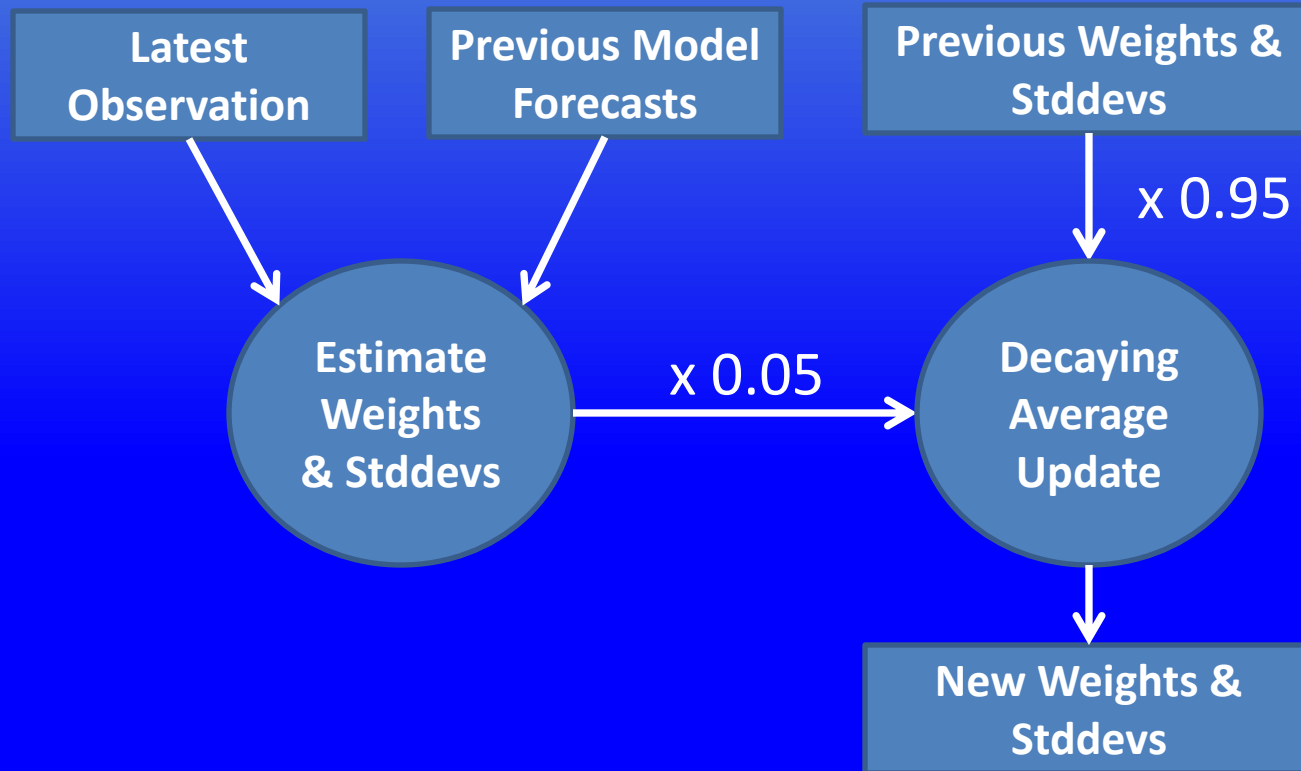 Latest
Observation
Previous Model
Forecasts
Previous Weights &
Stddevs
x 0.95
Estimate
Weights
& Stddevs
x 0.05
Decaying
Average
Update
New Weights &
Stddevs